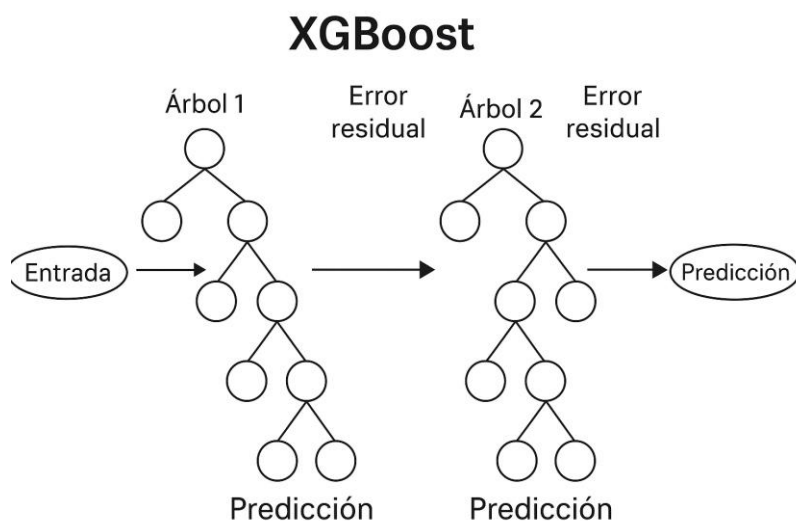 XGBoost
Árbol 1
Error
residual
Árbol 2
Error
residual
Entrada
Predicción
Predicción
Predicción